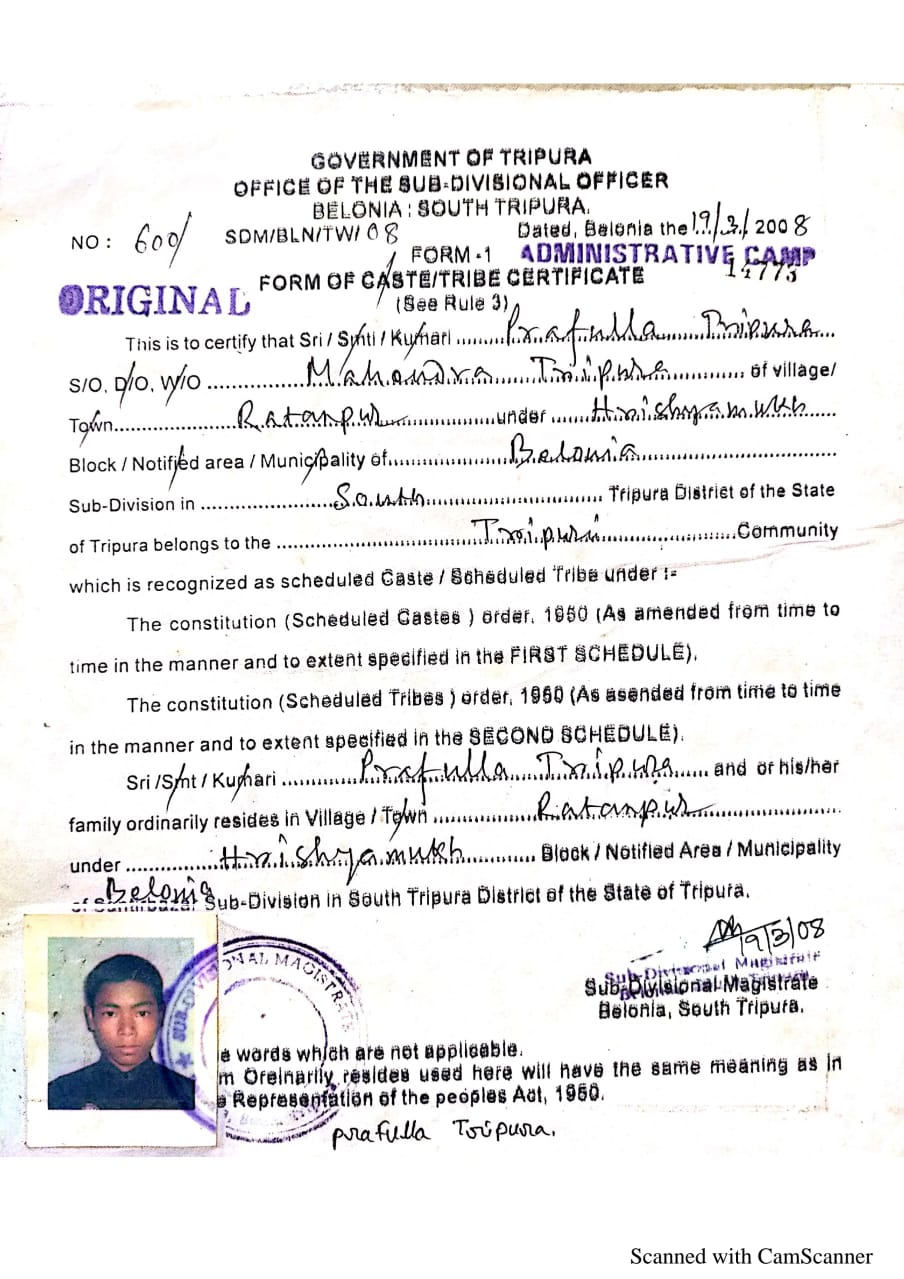 GOVERNMENT OF TRIPURA
OFFICE OF THE SUB-DIVISIONAL OFFICER
BELONIA : SOUTH TRIPURA.
NO : 600/ SDM/BLN/TW/08 Dated, Belonia the 19/3/2008
FORM -1 ADMINISTRATIVE CAMP
14773
ORIGINAL FORM OF CASTE/TRIBE CERTIFICATE
(See Rule 3)
This is to certify that Sri / Smti / Kumari ......... Prafulla Tripura
S/O, D/O, W/O .............. Mahendra Tripura ............ of village/
Town...................... Ratanpur ............under ....... Hrishyamukh ......
Block / Notified area / Municipality of.................. Belonia ..................
Sub-Division in .................... South .......................... Tripura District of the State
of Tripura belongs to the .............................. Tripuri ....................Community
which is recognized as scheduled Caste / Scheduled Tribe under :-
The constitution (Scheduled Castes ) order, 1950 (As amended from time to
time in the manner and to extent specified in the FIRST SCHEDULE).
The constitution (Scheduled Tribes ) order, 1950 (As asended from time to time
in the manner and to extent specified in the SECOND SCHEDULE).
Sri /Smt / Kumari .............. Prafulla Tripura ...... and or his/her
family ordinarily resides in Village / Town .............. Ratanpur ..................
under .............. Hrishyamukh .......... Block / Notified Area / Municipality
Belonia Sub-Division in South Tripura District of the State of Tripura.
19/3/08
Sub-Divisional Magistrate
Sub-Divisional Magistrate
Belonia, South Tripura.
SUB-DIVISIONAL MAGISTRATE
e words which are not applicable.
m Oreinarily resides used here will have the same meaning as in
e Representation of the peoples Act, 1950.
prafulla Tripura.
Scanned with CamScanner